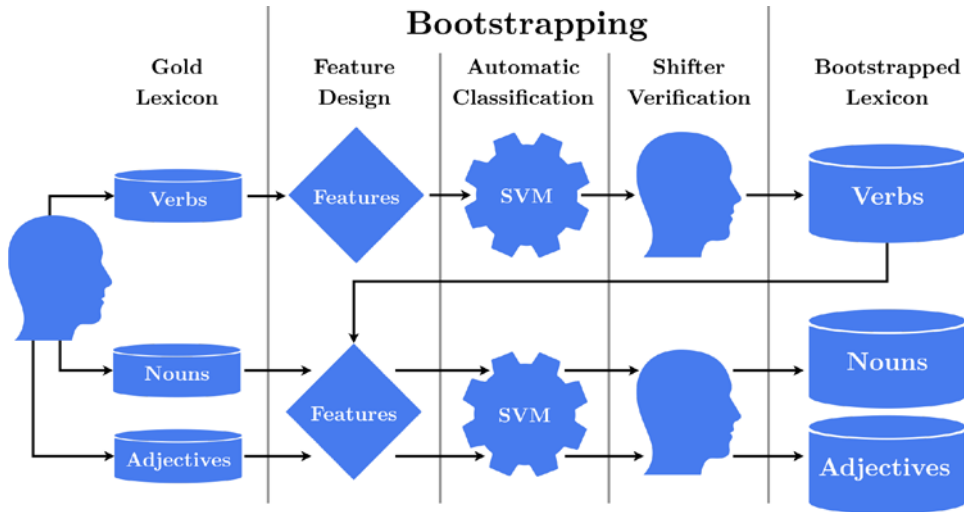 Bootstrapping
Gold
Lexicon
Feature
Design
Automatic
Classification
Shifter
Verification
Bootstrapped
Lexicon
Verbs
Features
SVM
Verbs
Nouns
Features
SVM
Nouns
Adjectives
Adjectives